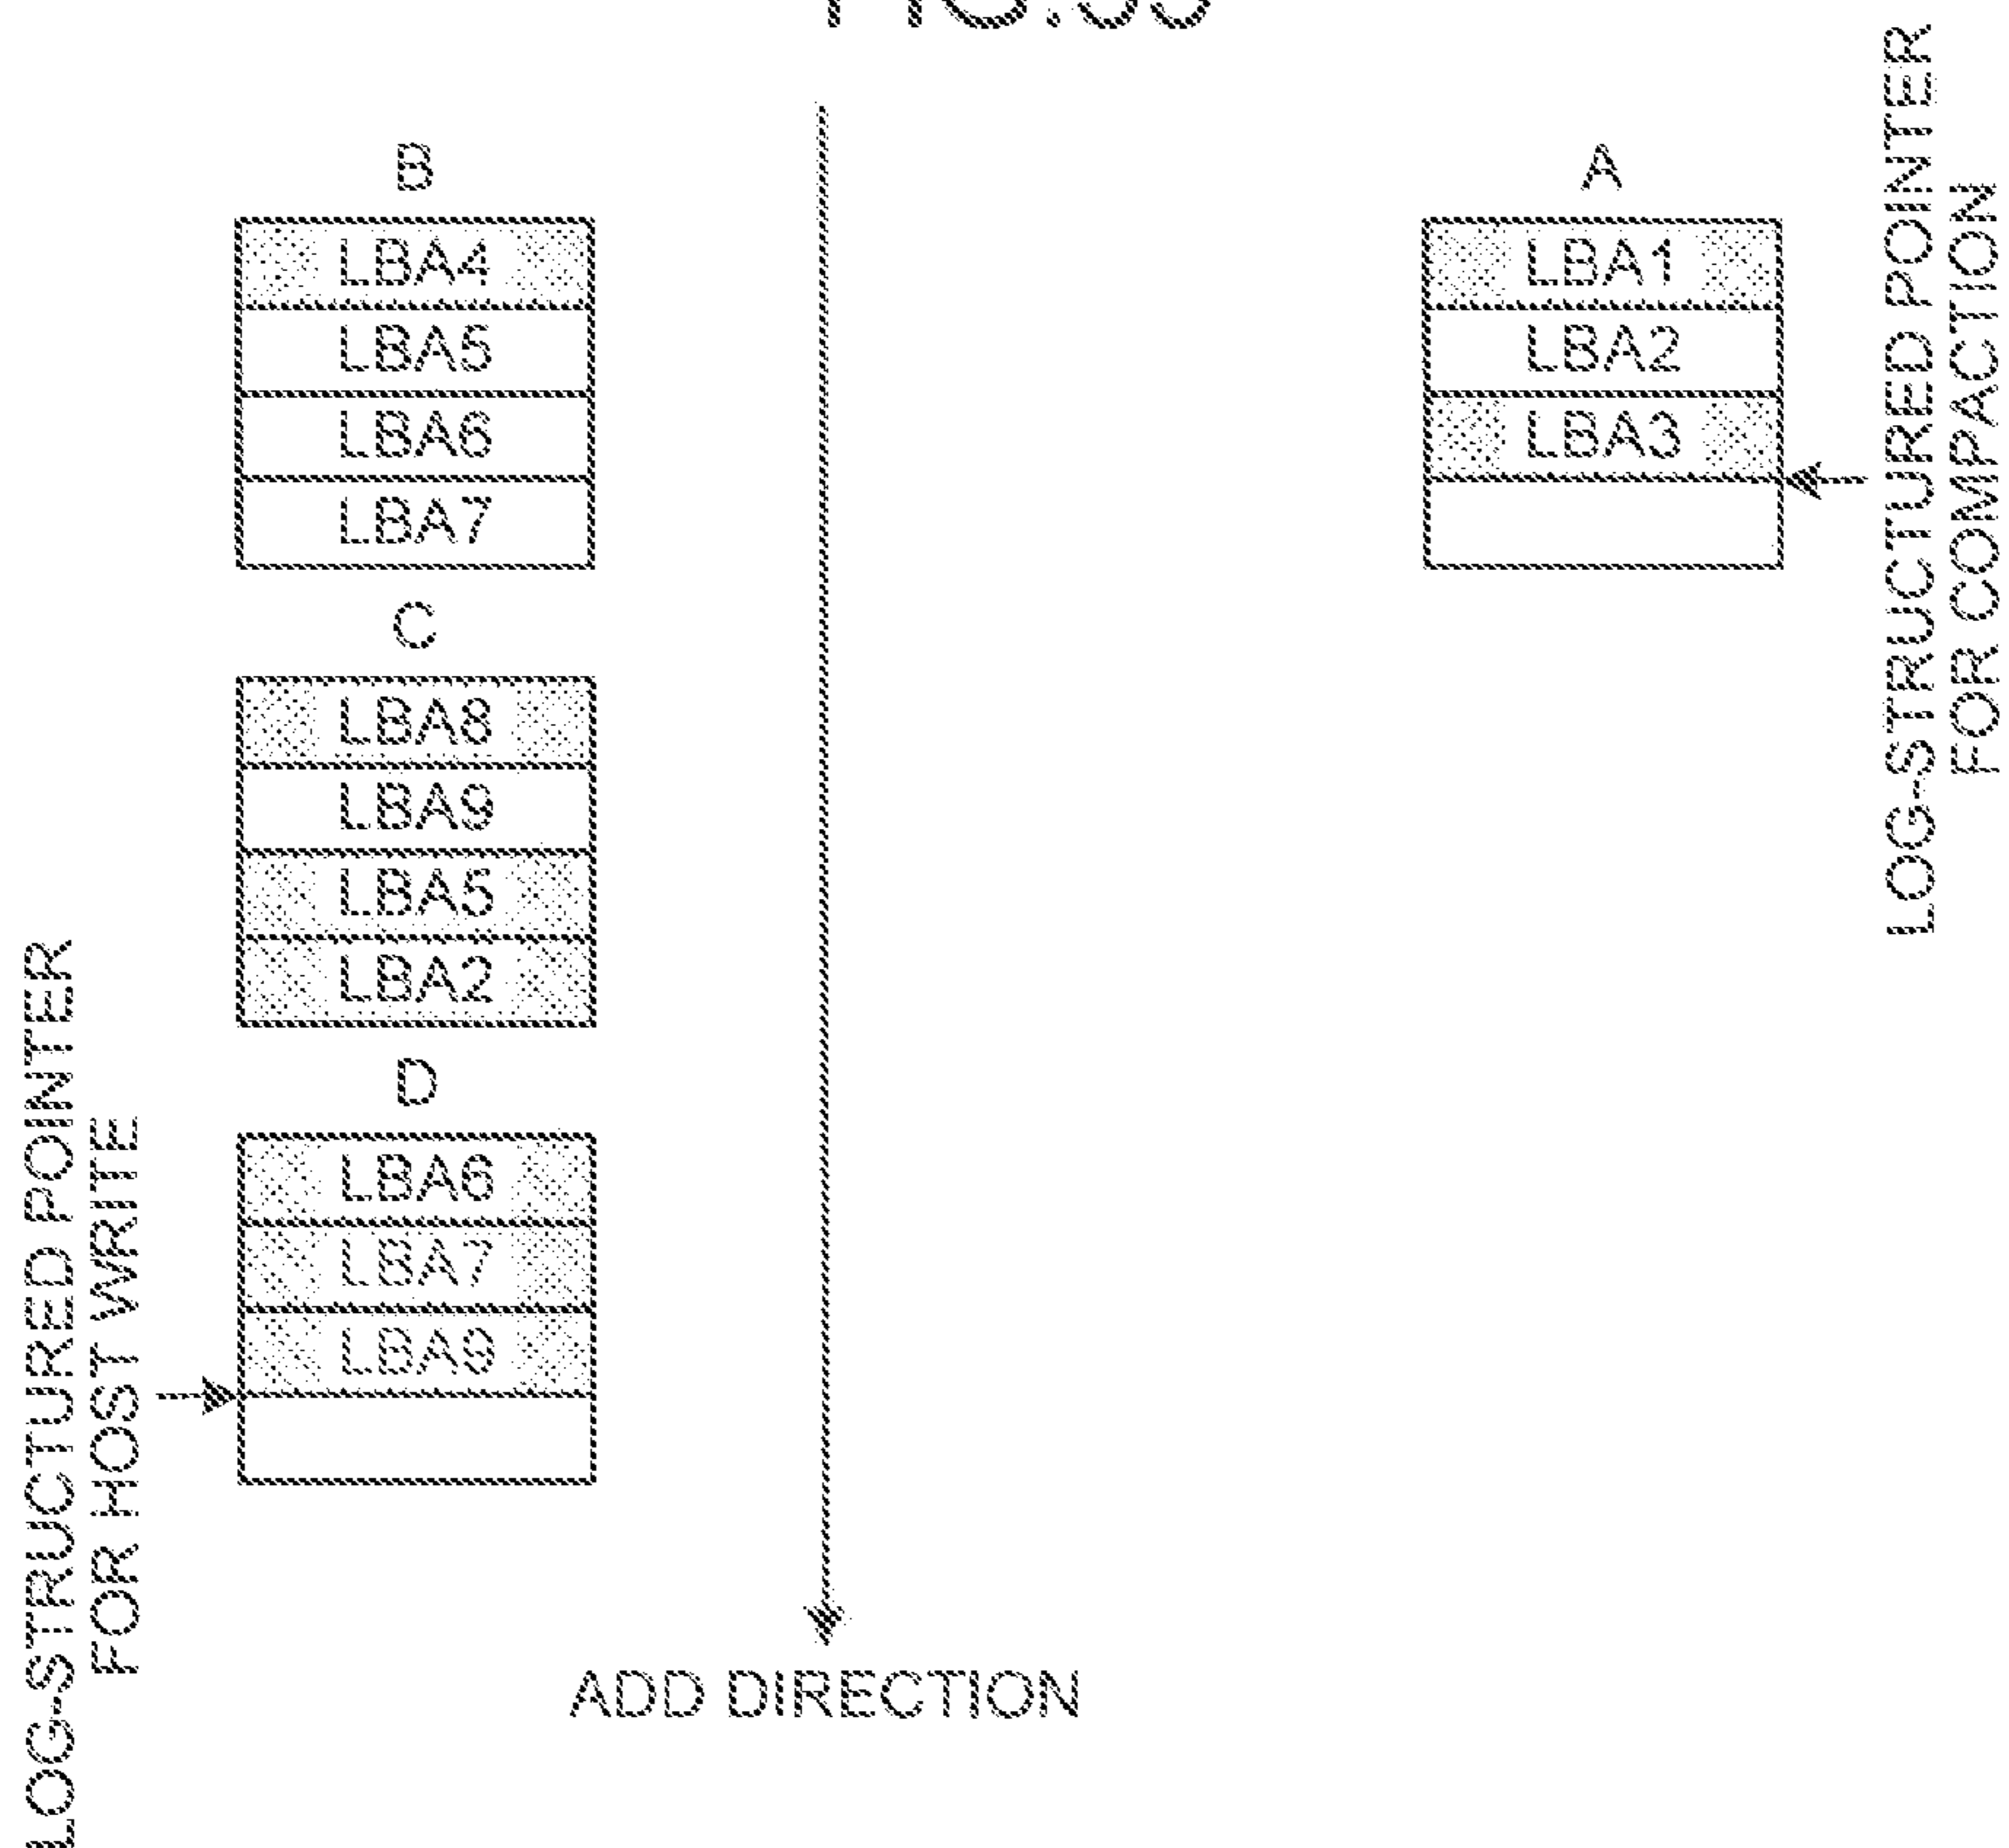 B
LBA4
LBA5
LBA6
LBA7
C
LBA8
LBA9
LBA5
LBA2
D
LBA6
LBA7
LBA9
LOG-STRUCTURED POINTER
FOR HOST WRITE
ADD DIRECTION
A
LBA1
LBA2
LBA3
LOG-STRUCTURED POINTER
FOR COMPACTION